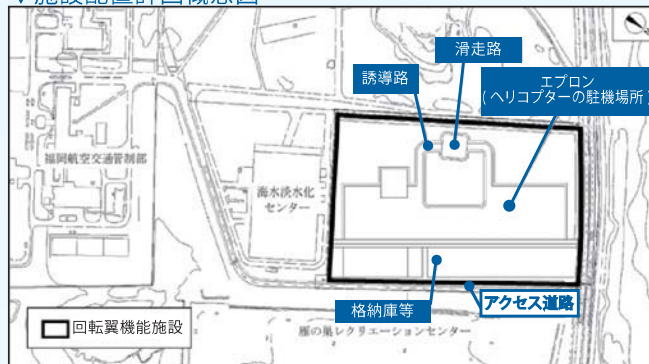 ▼施設配置計画概念図
滑走路
誘導路
エプロン
(ヘリコプターの駐機場所)
福岡航空交通管制部
海水淡水化
センター
格納庫等
アクセス道路
回転翼機能施設
雁の巣レクリエーションセンター